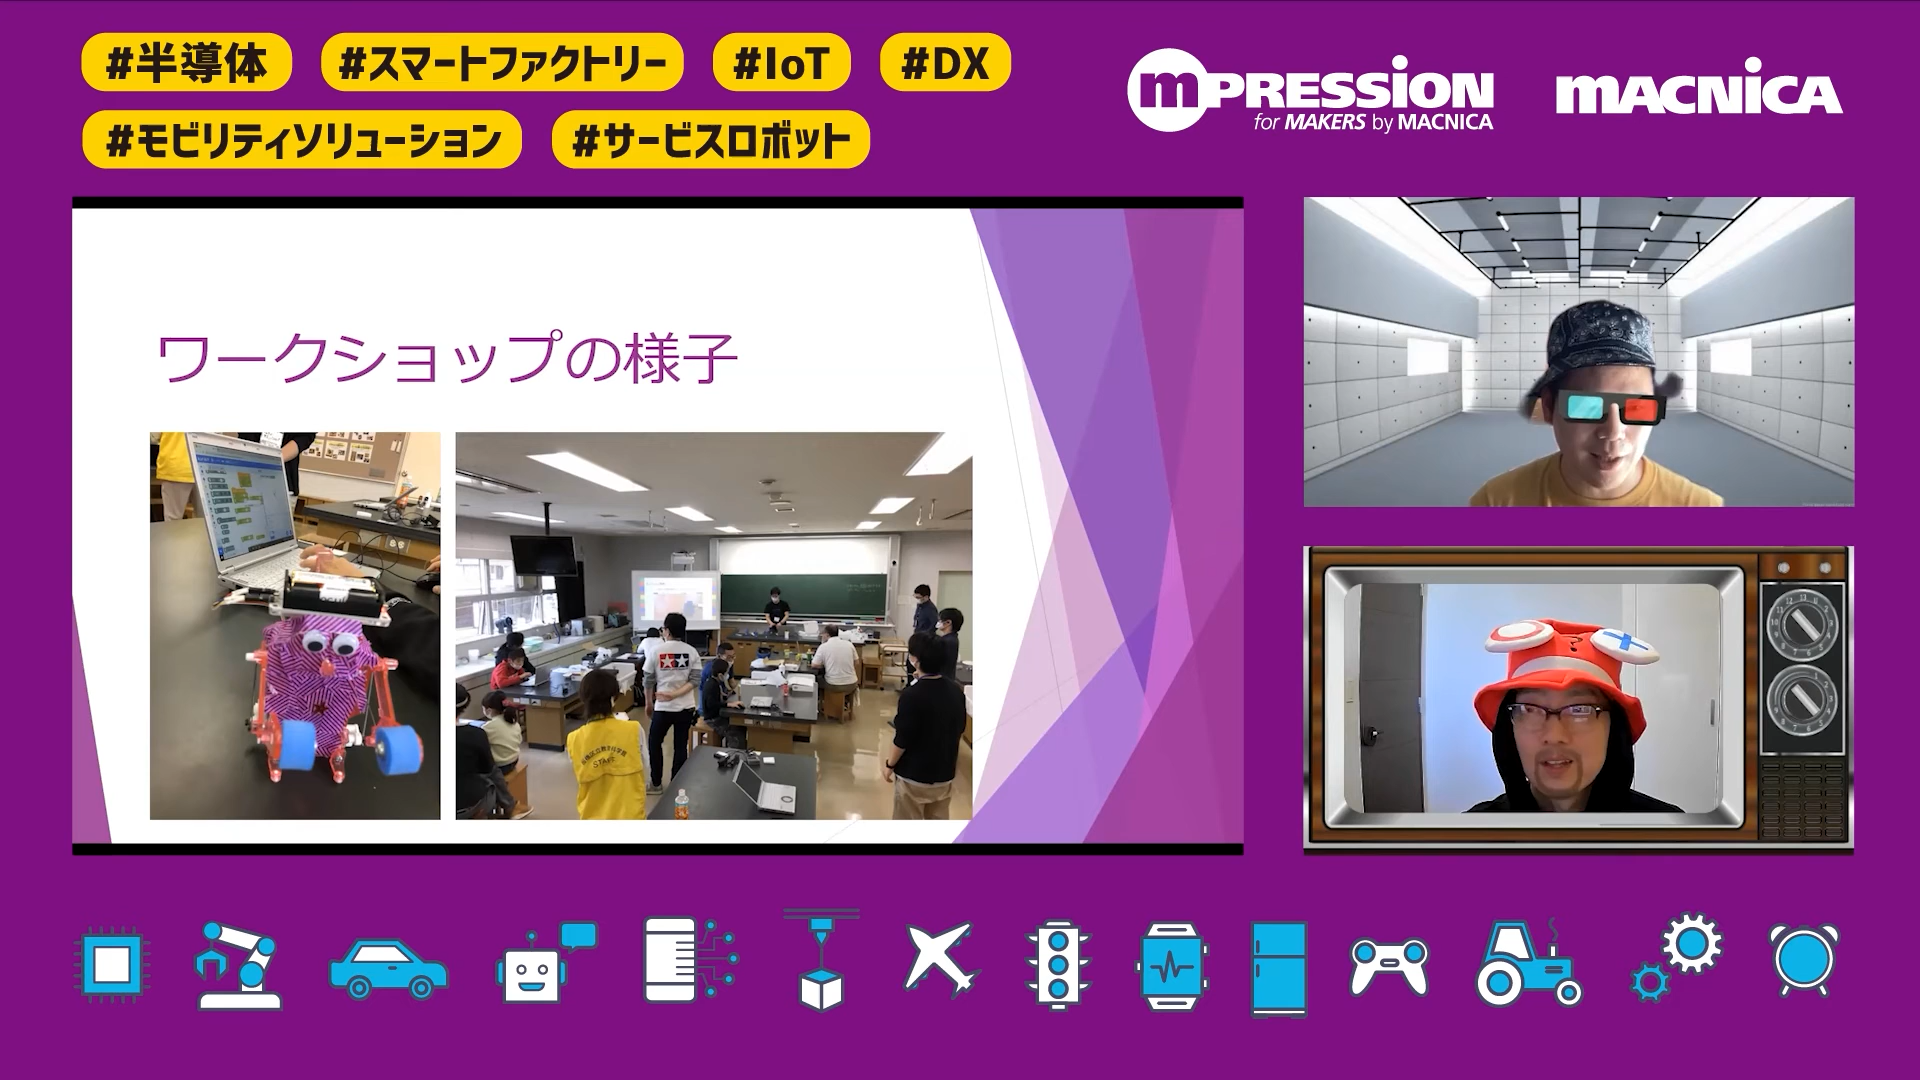 #半導体 #スマートファクトリー #IoT #DX
#モビリティソリューション #サービスロボット
mPRESSION
for MAKERS by MACNICA
MACNICA
ワークショップの様子
STAFF